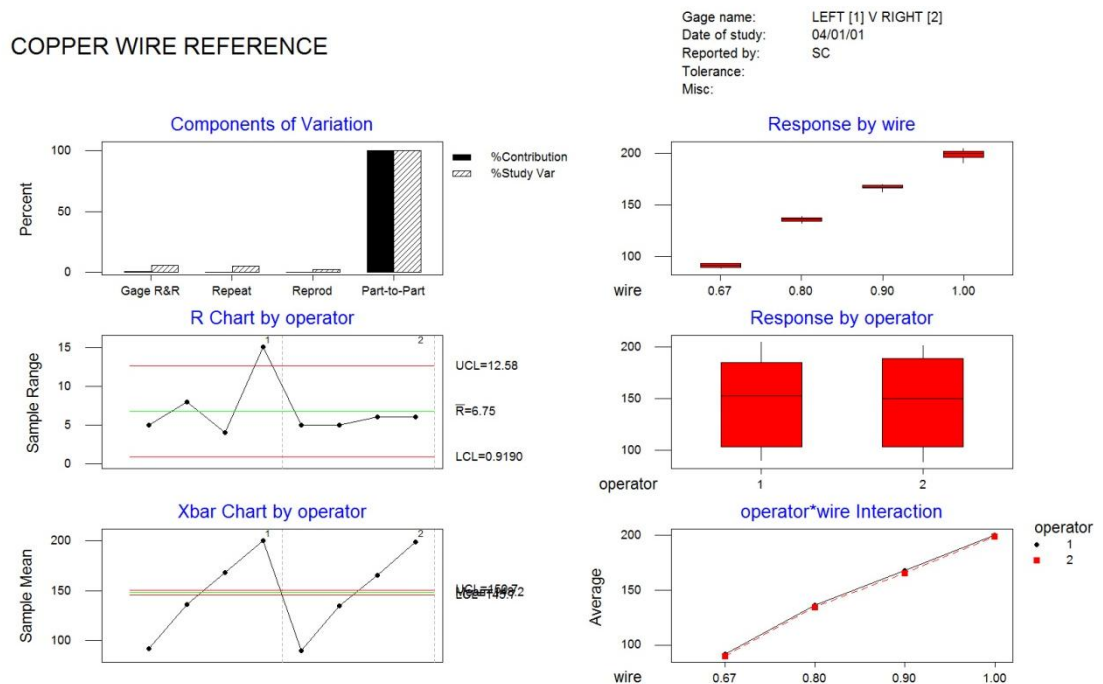 COPPER WIRE REFERENCE
Gage name: LEFT [1] V RIGHT [2]
Date of study: 04/01/01
Reported by: SC
Tolerance:
Misc:
Components of Variation
Percent
100
50
0
Gage R&R Repeat Reprod Part-to-Part
%Contribution
%Study Var
Response by wire
200
150
100
wire 0.67 0.80 0.90 1.00
R Chart by operator
Sample Range
15
10
5
0
1 2
UCL=12.58
R=6.75
LCL=0.9190
Response by operator
200
150
100
operator 1 2
Xbar Chart by operator
Sample Mean
200
150
100
1 2
operator*wire Interaction
Average
200
150
100
wire 0.67 0.80 0.90 1.00
operator
1
2